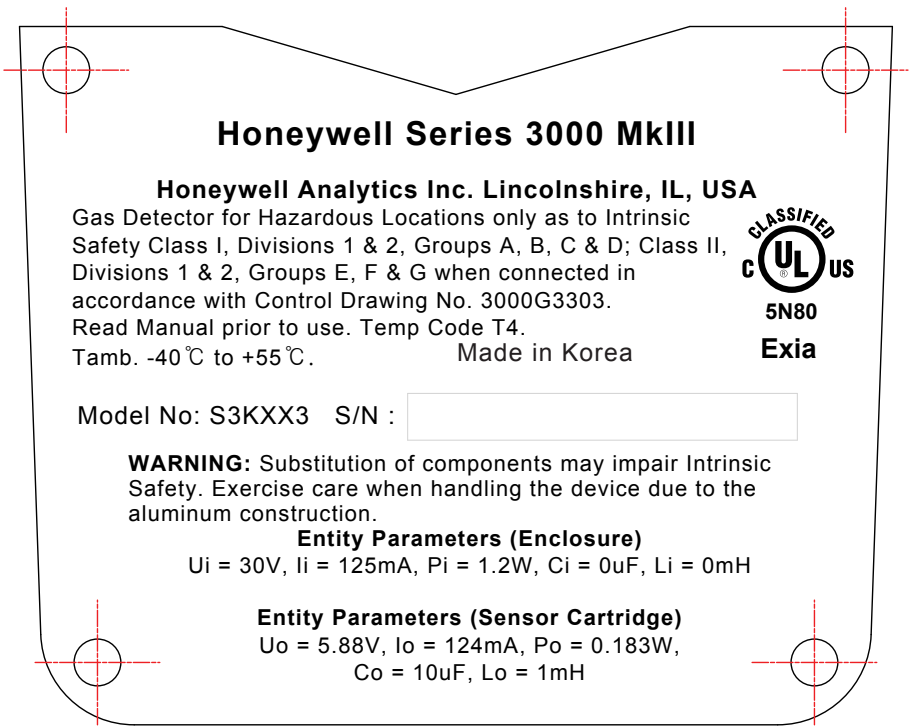 Honeywell Series 3000 MkIII
Honeywell Analytics Inc. Lincolnshire, IL, USA
Gas Detector for Hazardous Locations only as to Intrinsic
Safety Class I, Divisions 1 & 2, Groups A, B, C & D; Class II,
Divisions 1 & 2, Groups E, F & G when connected in
accordance with Control Drawing No. 3000G3303.
Read Manual prior to use. Temp Code T4.
Tamb. -40℃ to +55℃.
Made in Korea
CLASSIFIED
C UL ® US
5N80
Exia
Model No: S3KXX3 S/N :
WARNING: Substitution of components may impair Intrinsic
Safety. Exercise care when handling the device due to the
aluminum construction.
Entity Parameters (Enclosure)
Ui = 30V, Ii = 125mA, Pi = 1.2W, Ci = 0uF, Li = 0mH
Entity Parameters (Sensor Cartridge)
Uo = 5.88V, Io = 124mA, Po = 0.183W,
Co = 10uF, Lo = 1mH